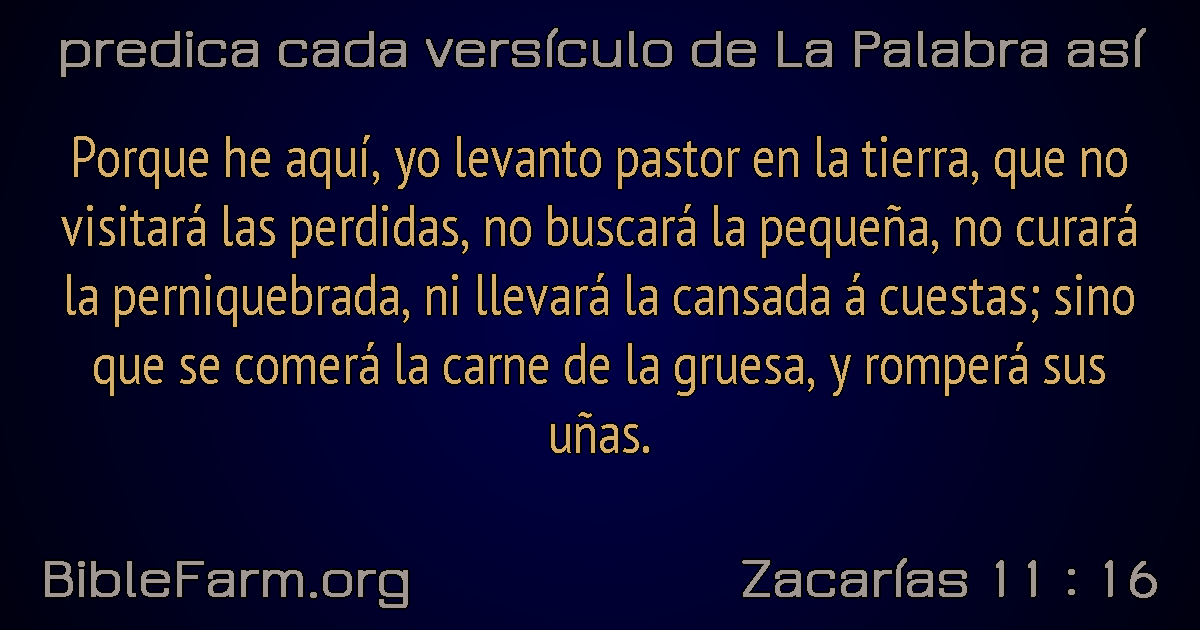 predica cada versículo de La Palabra así
Porque he aquí, yo levanto pastor en la tierra, que no
visitará las perdidas, no buscará la pequeña, no curará
la perniquebrada, ni llevará la cansada á cuestas; sino
que se comerá la carne de la gruesa, y romperá sus
uñas.
BibleFarm.org
Zacarías 11 : 16